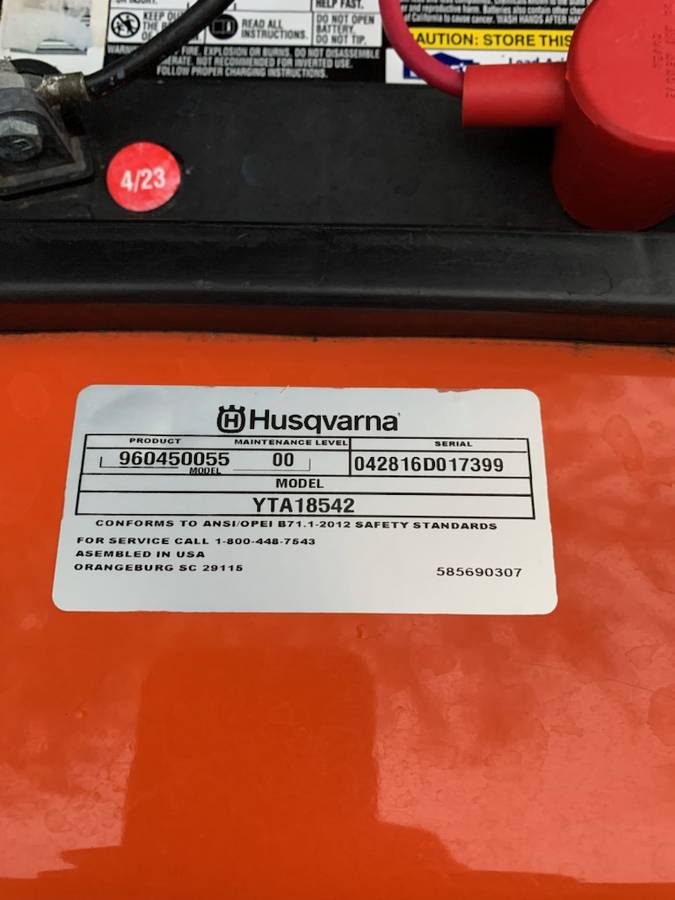 HELP FAST.
KEEP OUT
READ ALL
INSTRUCTIONS.
DO NOT OPEN
BATTERY.
DO NOT TIP.
FIRE, EXPLOSION OR BURNS. DO NOT DISASSEMBLE
NOT RECOMMENDED FOR INVERTED USE.
FOLLOW PROPER CHARGING INSTRUCTIONS.
CAUTION: STORE THIS
4/23
H Husqvarna
PRODUCT MAINTENANCE LEVEL SERIAL
960450055 00 042816D017399
MODEL
MODEL
YTA18542
CONFORMS TO ANSI/OPEI B71.1-2012 SAFETY STANDARDS
FOR SERVICE CALL 1-800-448-7543
ASEMBLED IN USA
ORANGEBURG SC 29115
585690307